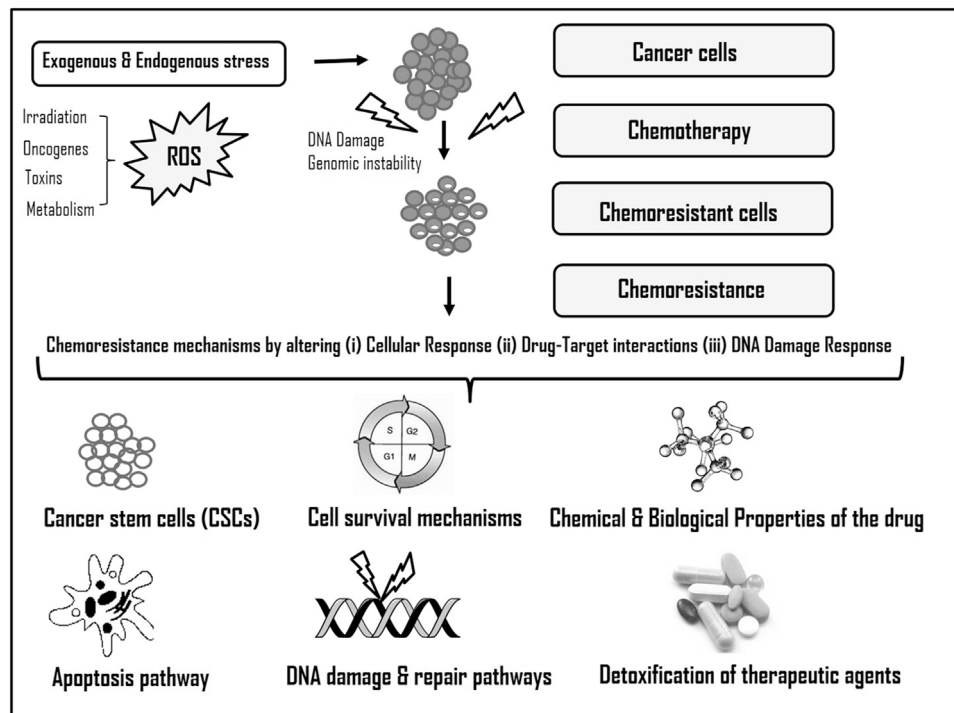 Exogenous & Endogenous stress
Irradiation
Oncogenes
Toxins
Metabolism
ROS
DNA Damage
Genomic instability
Cancer cells
Chemotherapy
Chemoresistant cells
Chemoresistance
Chemoresistance mechanisms by altering (i) Cellular Response (ii) Drug-Target interactions (iii) DNA Damage Response
S G2
G1 M
Cancer stem cells (CSCs)
Cell survival mechanisms
Chemical & Biological Properties of the drug
Apoptosis pathway
DNA damage & repair pathways
Detoxification of therapeutic agents